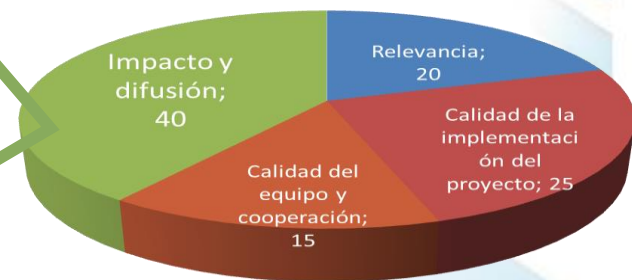 Impacto y
difusión;
40
Relevancia;
20
Calidad de la
implementaci
ón del
proyecto; 25
Calidad del
equipo y
cooperación;
15